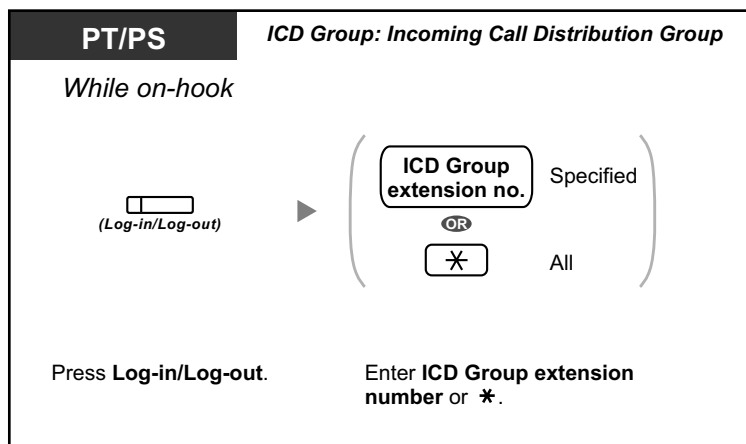 PT/PS
ICD Group: Incoming Call Distribution Group
While on-hook
(Log-in/Log-out)
ICD Group
extension no.
Specified
OR
All
Press Log-in/Log-out.
Enter ICD Group extension
number or *.